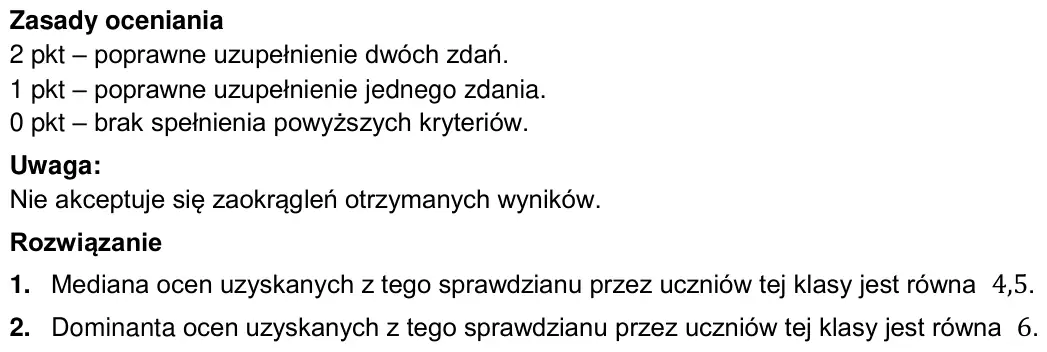 Zasady oceniania
2 pkt – poprawne uzupełnienie dwóch zdań.
1 pkt – poprawne uzupełnienie jednego zdania.
0 pkt – brak spełnienia powyższych kryteriów.
Uwaga:
Nie akceptuje się zaokrągleń otrzymanych wyników.
Rozwiązanie
1. Mediana ocen uzyskanych z tego sprawdzianu przez uczniów tej klasy jest równa 4,5.
2. Dominanta ocen uzyskanych z tego sprawdzianu przez uczniów tej klasy jest równa 6.